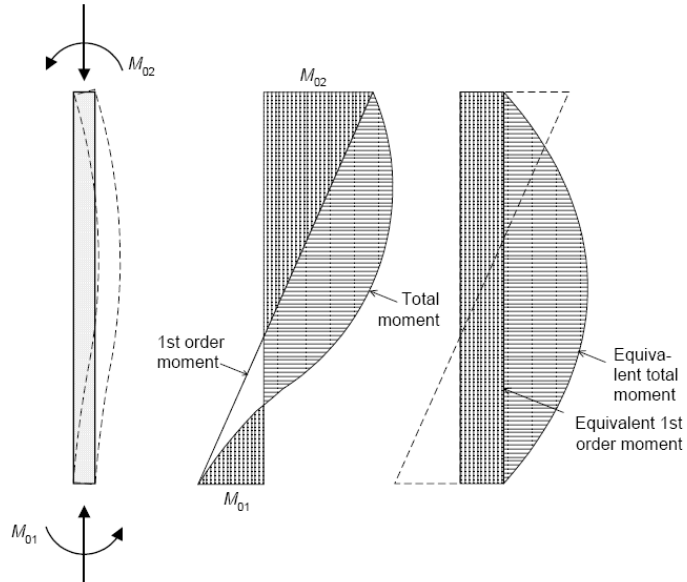 M02
M02
Total
moment
1st order
moment
Equiva-
lent total
moment
Equivalent 1st
order moment
M01
M01